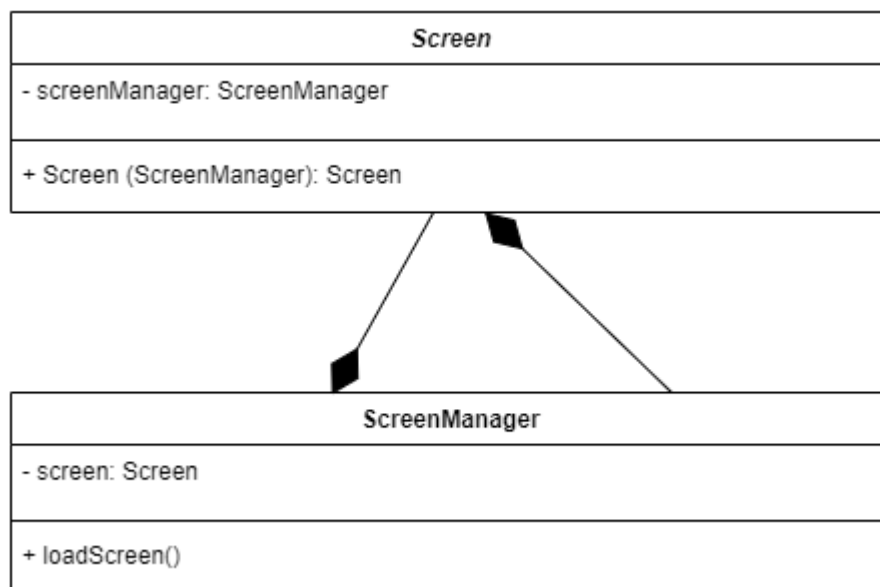 Screen
- screenManager: ScreenManager
+ Screen (ScreenManager): Screen
ScreenManager
- screen: Screen
+ loadScreen()